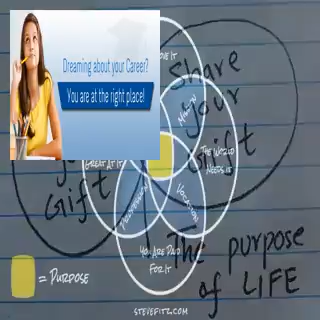 Dreaming about your Career?
You are at the right place!
Share
your
Gift
Mission
The World
Needs It
Great At It
Gift
Profession
Vocation
You Are Paid
For It
The purpose
of LIFE
= Purpose
stevefitz.com